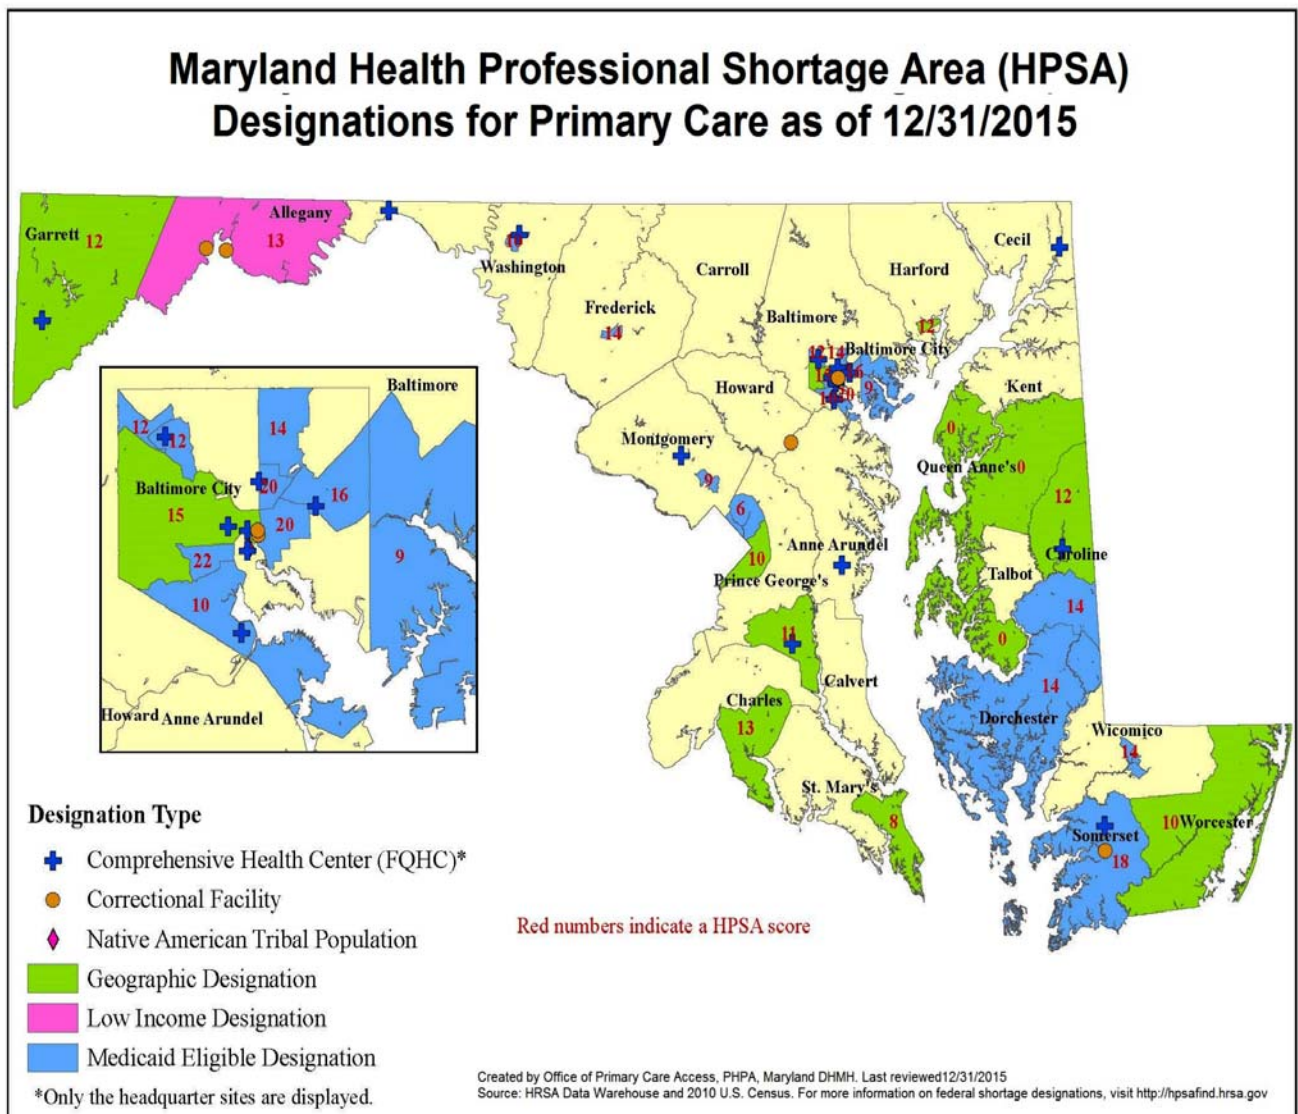 Maryland Health Professional Shortage Area (HPSA)
Designations for Primary Care as of 12/31/2015
Garrett 12
Allegany
13
Washington
Frederick
14
Carroll
Baltimore
Harford
12
Cecil
Baltimore City
12 14
16
9
20
Howard
Kent
Montgomery
9
6
10
Prince George's
Anne Arundel
0
Queen Anne's 0
12
Caroline
Talbot
14
0
11
Calvert
Charles
13
St. Mary's
8
14
Dorchester
Wicomico
14
10 Worcester
Somerset
18
Baltimore
12
12
14
Baltimore City
20
16
15
20
22
9
10
Howard Anne Arundel
Designation Type
Comprehensive Health Center (FQHC)*
Correctional Facility
Native American Tribal Population
Geographic Designation
Low Income Designation
Medicaid Eligible Designation
*Only the headquarter sites are displayed.
Red numbers indicate a HPSA score
Created by Office of Primary Care Access, PHPA, Maryland DHMH. Last reviewed12/31/2015
Source: HRSA Data Warehouse and 2010 U.S. Census. For more information on federal shortage designations, visit http://hpsafind.hrsa.gov